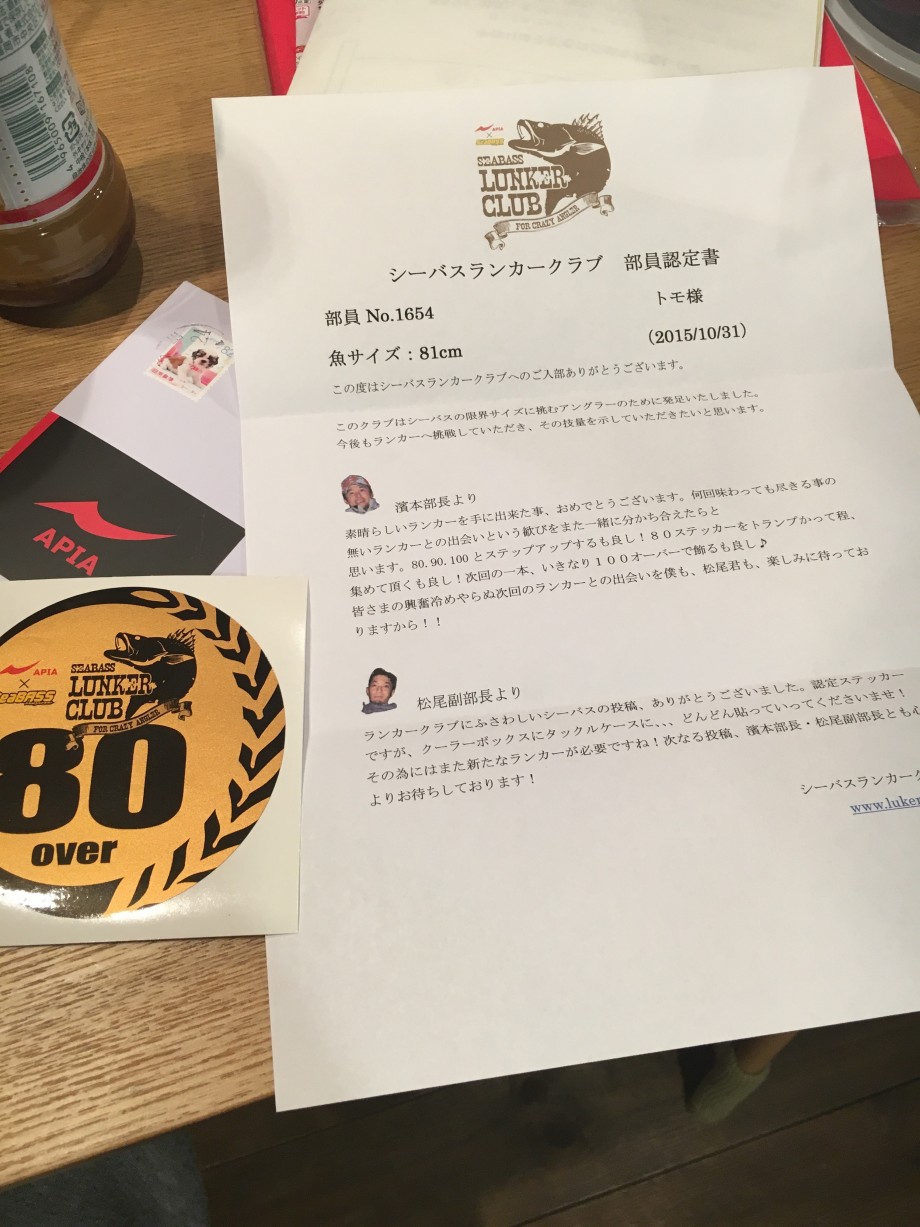 APIA
×
SEABASS
SEABASS
LUNKER
CLUB
FOR CRAZY ANGLER
シーバスランカークラブ　部員認定書
部員 No.1654
トモ様
魚サイズ：81cm
（2015/10/31）
この度はシーバスランカークラブへのご入部ありがとうございます。
このクラブはシーバスの限界サイズに挑むアングラーのために発足いたしました。
今後もランカーへ挑戦していただき、その技量を示していただきたいと思います。
濱本部長より
素晴らしいランカーを手に出来た事、おめでとうございます。何回味わっても尽きる事の
無いランカーとの出会いという歓びをまた一緒に分かち合えたらと
思います。80.90.100 とステップアップするも良し！８０ステッカーをトランプかって程、
集めて頂くも良し！次回の一本、いきなり１００オーバーで飾るも良し♪
皆さまの興奮冷めやらぬ次回のランカーとの出会いを僕も、松尾君も、楽しみに待ってお
りますから！！
松尾副部長より
ランカークラブにふさわしいシーバスの投稿、ありがとうございました。認定ステッカー
ですが、クーラーボックスにタックルケースに、、、どんどん貼っていってくださいませ！
その為にはまた新たなランカーが必要ですね！次なる投稿、濱本部長・松尾副部長とも心
よりお待ちしております！
シーバスランカーク
www.luker
APIA
APIA
×
SeaBASS
SEABASS
LUNKER
CLUB
FOR CRAZY ANGLER
80
over